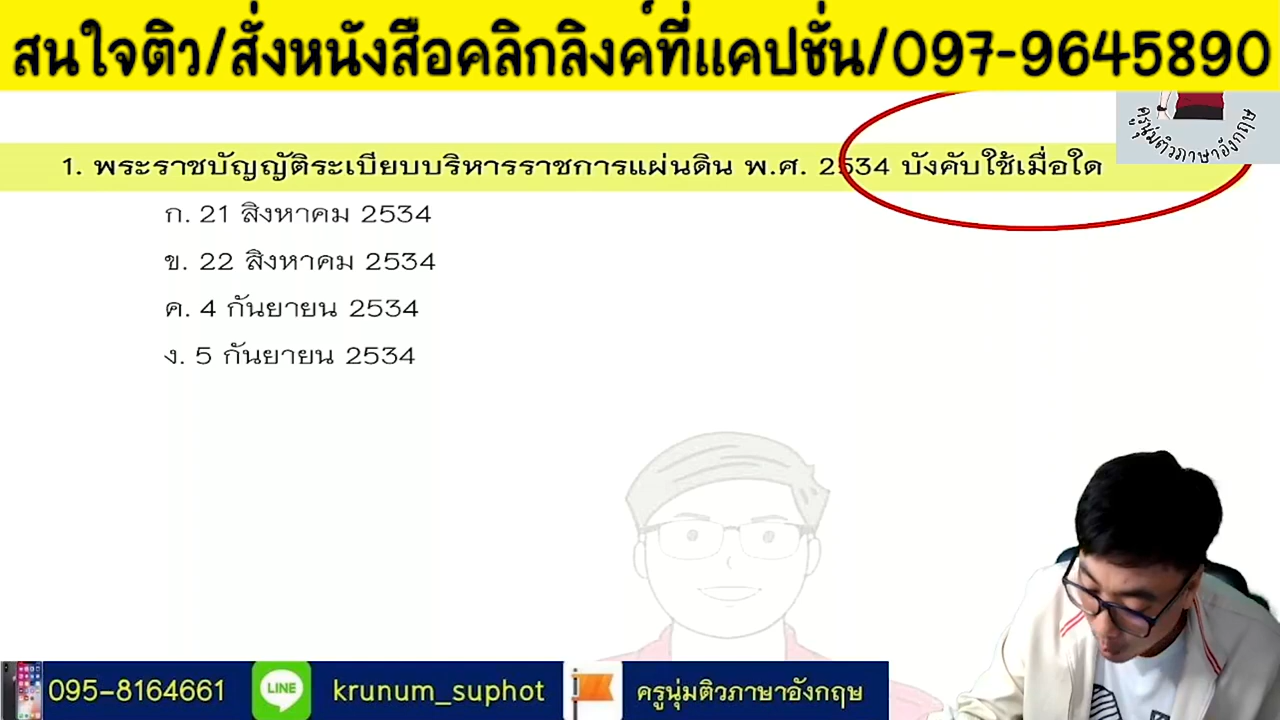 สนใจติว/สั่งหนังสือคลิกลิงค์ที่แคปชั่น/097-9645890
ครูนุ่มติวภาษาอังกฤษ
1. พระราชบัญญัติระเบียบบริหารราชการแผ่นดิน พ.ศ. 2534 บังคับใช้เมื่อใด
ก. 21 สิงหาคม 2534
ข. 22 สิงหาคม 2534
ค. 4 กันยายน 2534
ง. 5 กันยายน 2534
095-8164661 LINE krunum_suphot ครูนุ่มติวภาษาอังกฤษ